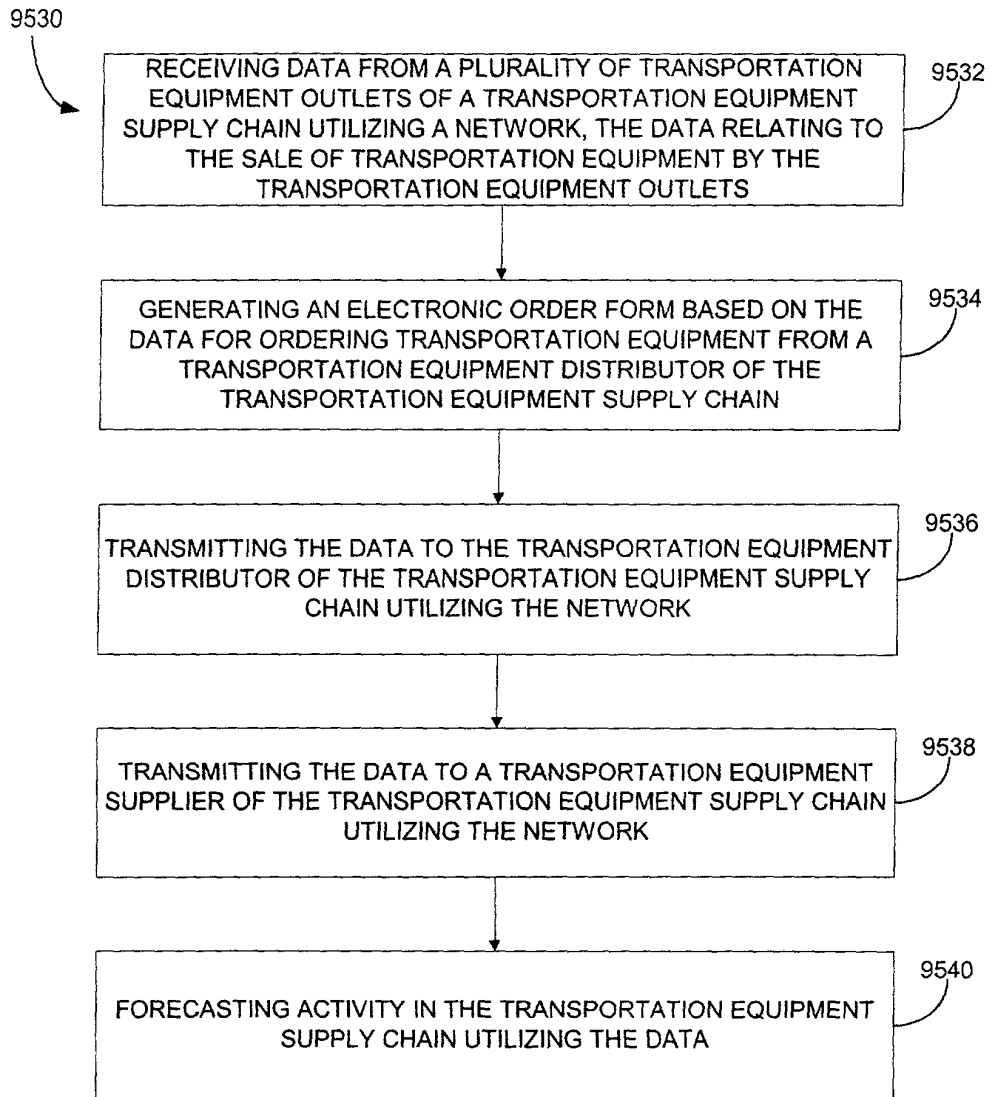 9530
RECEIVING DATA FROM A PLURALITY OF TRANSPORTATION
EQUIPMENT OUTLETS OF A TRANSPORTATION EQUIPMENT
SUPPLY CHAIN UTILIZING A NETWORK, THE DATA RELATING TO
THE SALE OF TRANSPORTATION EQUIPMENT BY THE
TRANSPORTATION EQUIPMENT OUTLETS
9532
GENERATING AN ELECTRONIC ORDER FORM BASED ON THE
DATA FOR ORDERING TRANSPORTATION EQUIPMENT FROM A
TRANSPORTATION EQUIPMENT DISTRIBUTOR OF THE
TRANSPORTATION EQUIPMENT SUPPLY CHAIN
9534
TRANSMITTING THE DATA TO THE TRANSPORTATION EQUIPMENT
DISTRIBUTOR OF THE TRANSPORTATION EQUIPMENT SUPPLY
CHAIN UTILIZING THE NETWORK
9536
TRANSMITTING THE DATA TO A TRANSPORTATION EQUIPMENT
SUPPLIER OF THE TRANSPORTATION EQUIPMENT SUPPLY CHAIN
UTILIZING THE NETWORK
9538
FORECASTING ACTIVITY IN THE TRANSPORTATION EQUIPMENT
SUPPLY CHAIN UTILIZING THE DATA
9540